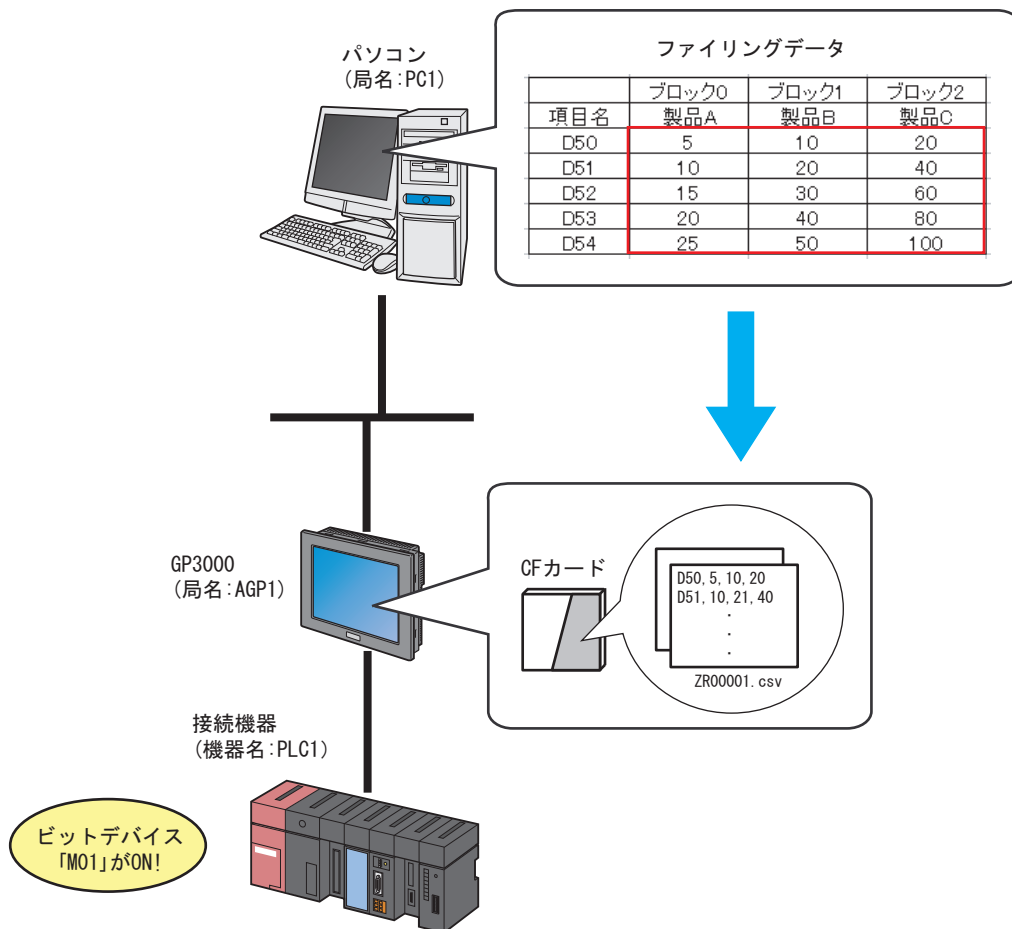 パソコン
(局名:PC1)
ファイリングデータ
ブロック0 ブロック1 ブロック2
項目名 製品A 製品B 製品C
D50 5 10 20
D51 10 20 40
D52 15 30 60
D53 20 40 80
D54 25 50 100
GP3000
(局名:AGP1)
CFカード
D50, 5, 10, 20
D51, 10, 21, 40
.
.
.
ZR00001.csv
接続機器
(機器名:PLC1)
ビットデバイス
「M01」がON!